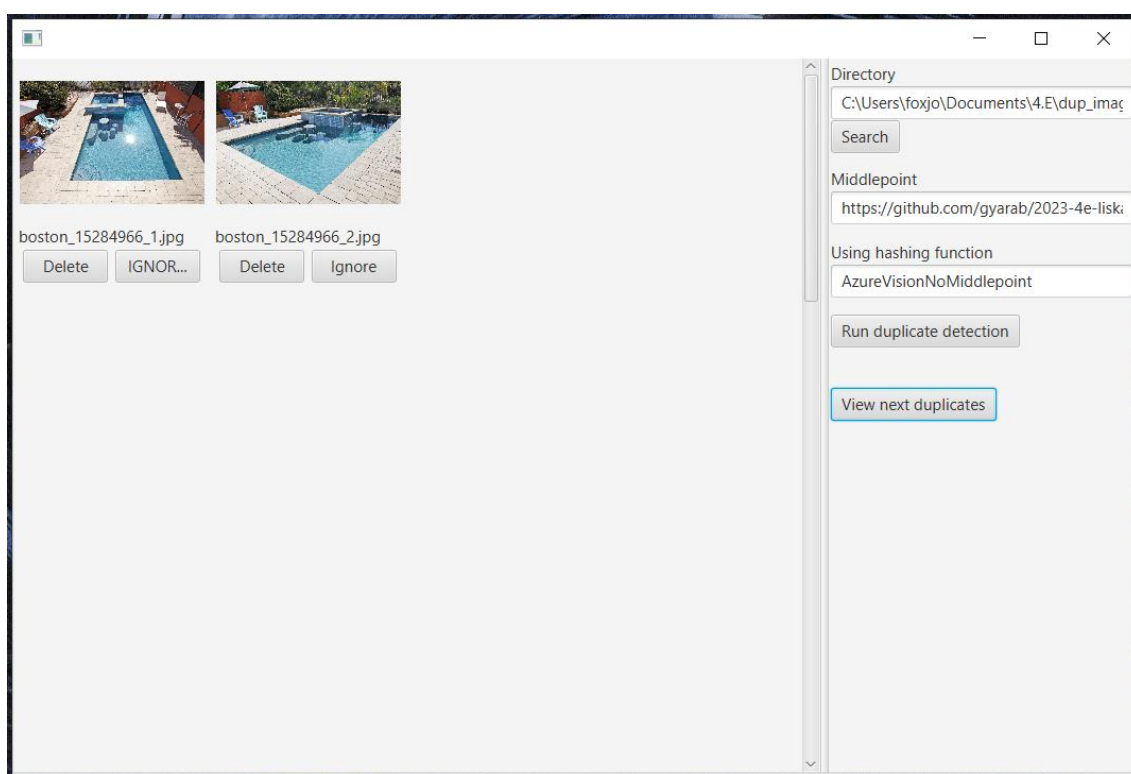 boston_15284966_1.jpg
boston_15284966_2.jpg
Delete
IGNOR...
Delete
Ignore
Directory
C:\Users\foxjo\Documents\4.E\dup_imag
Search
Middlepoint
https://github.com/gyarab/2023-4e-liska
Using hashing function
AzureVisionNoMiddlepoint
Run duplicate detection
View next duplicates